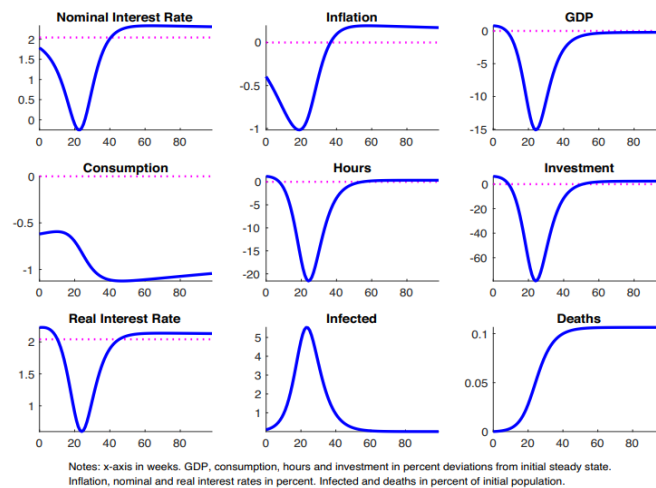 Nominal Interest Rate
2
1.5
1
0.5
0
0 20 40 60 80
Inflation
0
-1
0 20 40 60 80
GDP
0
-5
-10
-15
0 20 40 60 80
Consumption
0
-0.5
-1
0 20 40 60 80
Hours
0
-5
-10
-15
-20
0 20 40 60 80
Investment
0
-20
-40
-60
0 20 40 60 80
Real Interest Rate
2
1
0 20 40 60 80
Infected
5
4
3
2
1
0 20 40 60 80
Deaths
0.1
0.05
0
0 20 40 60 80
Notes: x-axis in weeks. GDP, consumption, hours and investment in percent deviations from initial steady state.
Inflation, nominal and real interest rates in percent. Infected and deaths in percent of initial population.